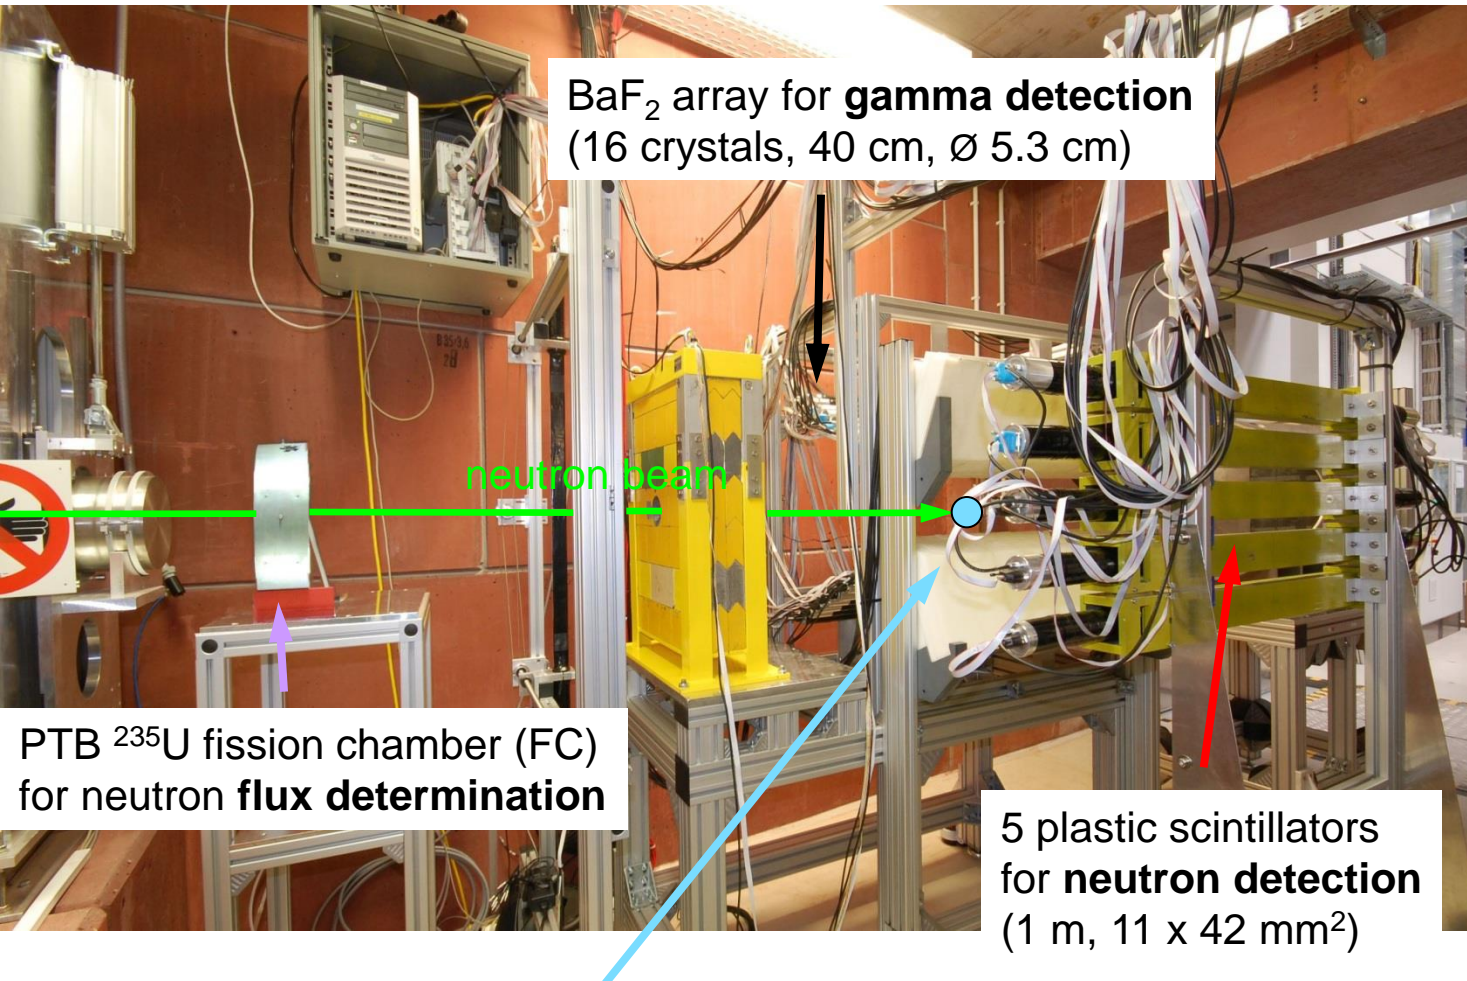 BaF₂ array for gamma detection
(16 crystals, 40 cm, Ø 5.3 cm)
neutron beam
PTB ²³⁵U fission chamber (FC)
for neutron flux determination
5 plastic scintillators
for neutron detection
(1 m, 11 x 42 mm²)